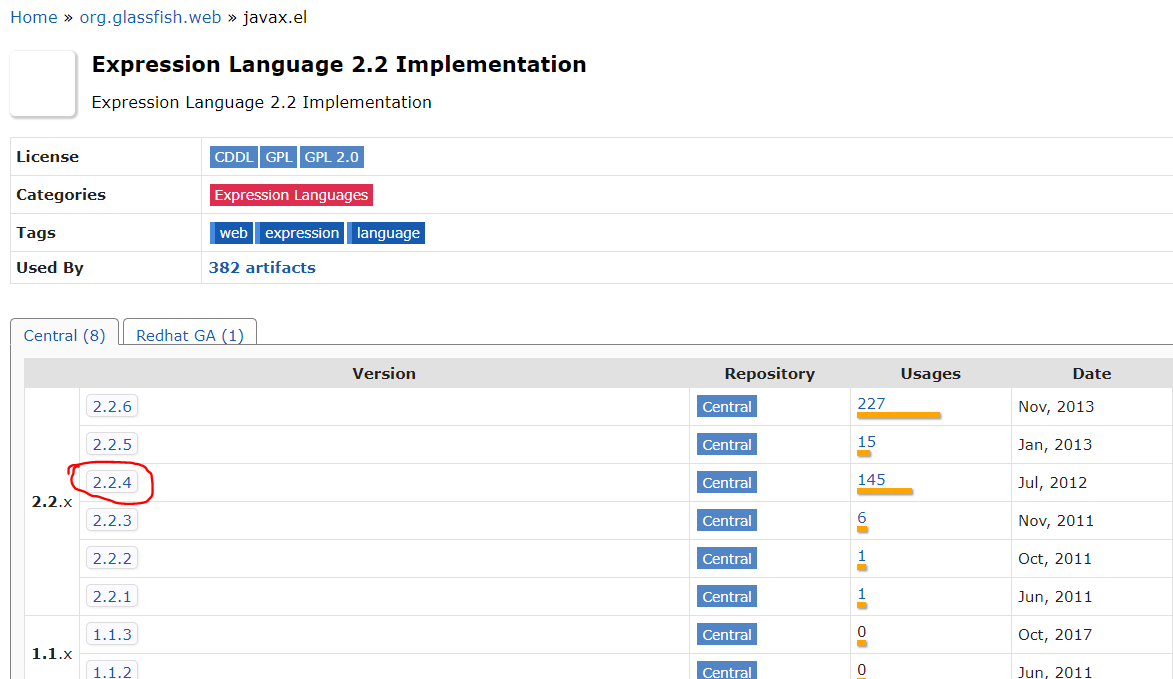 Home » org.glassfish.web » javax.el
Expression Language 2.2 Implementation
Expression Language 2.2 Implementation
License CDDL GPL GPL 2.0
Categories Expression Languages
Tags web expression language
Used By 382 artifacts
Central (8) Redhat GA (1)
Version Repository Usages Date
2.2.6 Central 227 Nov, 2013
2.2.5 Central 15 Jan, 2013
2.2.4 Central 145 Jul, 2012
2.2.x
2.2.3 Central 6 Nov, 2011
2.2.2 Central 1 Oct, 2011
2.2.1 Central 1 Jun, 2011
1.1.3 Central 0 Oct, 2017
1.1.x
1.1.2 Central 0 Jun, 2011